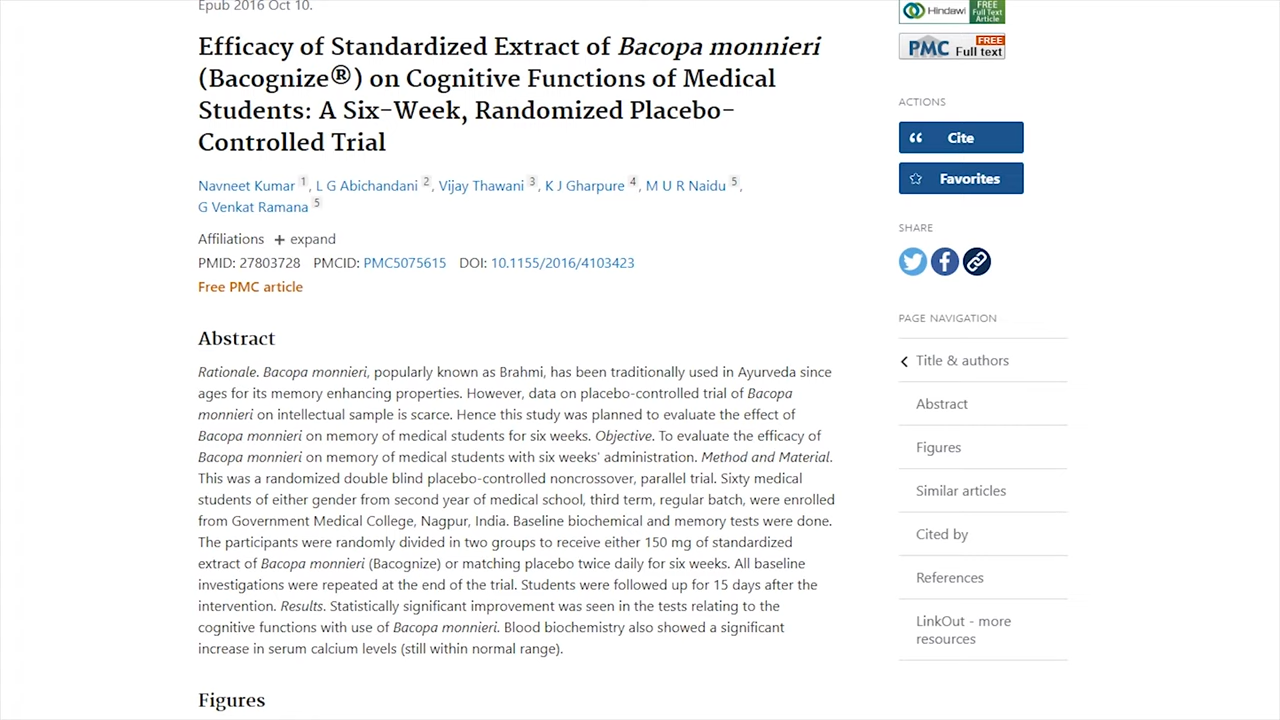 Epub 2016 Oct 10.
Efficacy of Standardized Extract of Bacopa monnieri
(Bacognize®) on Cognitive Functions of Medical
Students: A Six-Week, Randomized Placebo-
Controlled Trial
Navneet Kumar 1, L G Abichandani 2, Vijay Thawani 3, K J Gharpure 4, M U R Naidu 5,
G Venkat Ramana 5
Affiliations + expand
PMID: 27803728 PMCID: PMC5075615 DOI: 10.1155/2016/4103423
Free PMC article
Abstract
Rationale. Bacopa monnieri, popularly known as Brahmi, has been traditionally used in Ayurveda since
ages for its memory enhancing properties. However, data on placebo-controlled trial of Bacopa
monnieri on intellectual sample is scarce. Hence this study was planned to evaluate the effect of
Bacopa monnieri on memory of medical students for six weeks. Objective. To evaluate the efficacy of
Bacopa monnieri on memory of medical students with six weeks' administration. Method and Material.
This was a randomized double blind placebo-controlled noncrossover, parallel trial. Sixty medical
students of either gender from second year of medical school, third term, regular batch, were enrolled
from Government Medical College, Nagpur, India. Baseline biochemical and memory tests were done.
The participants were randomly divided in two groups to receive either 150 mg of standardized
extract of Bacopa monnieri (Bacognize) or matching placebo twice daily for six weeks. All baseline
investigations were repeated at the end of the trial. Students were followed up for 15 days after the
intervention. Results. Statistically significant improvement was seen in the tests relating to the
cognitive functions with use of Bacopa monnieri. Blood biochemistry also showed a significant
increase in serum calcium levels (still within normal range).
Figures
Hindawi
FREE
Full Text
Article
PMC FREE
Full text
ACTIONS
Cite
Favorites
SHARE
PAGE NAVIGATION
Title & authors
Abstract
Figures
Similar articles
Cited by
References
LinkOut - more
resources